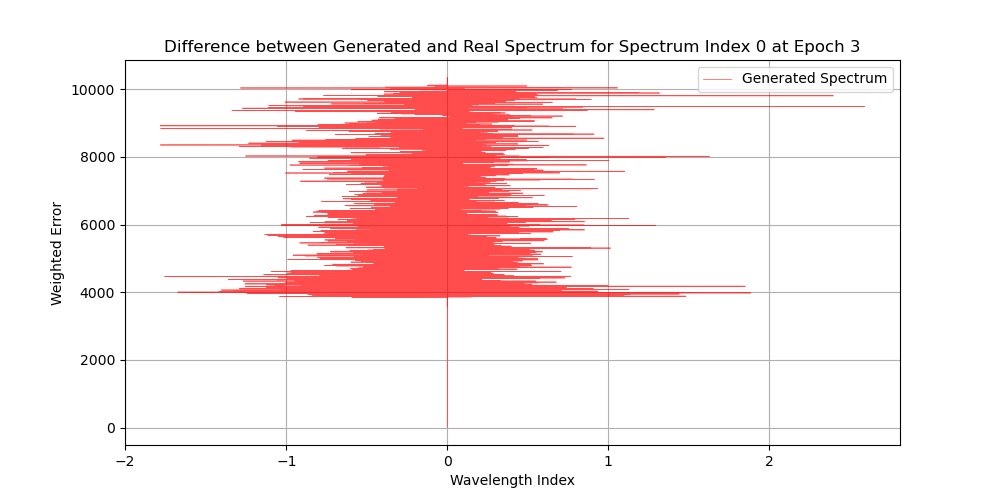 Difference between Generated and Real Spectrum for Spectrum Index 0 at Epoch 3
Generated Spectrum
10000
8000
6000
4000
2000
0
Weighted Error
−2 −1 0 1 2
Wavelength Index